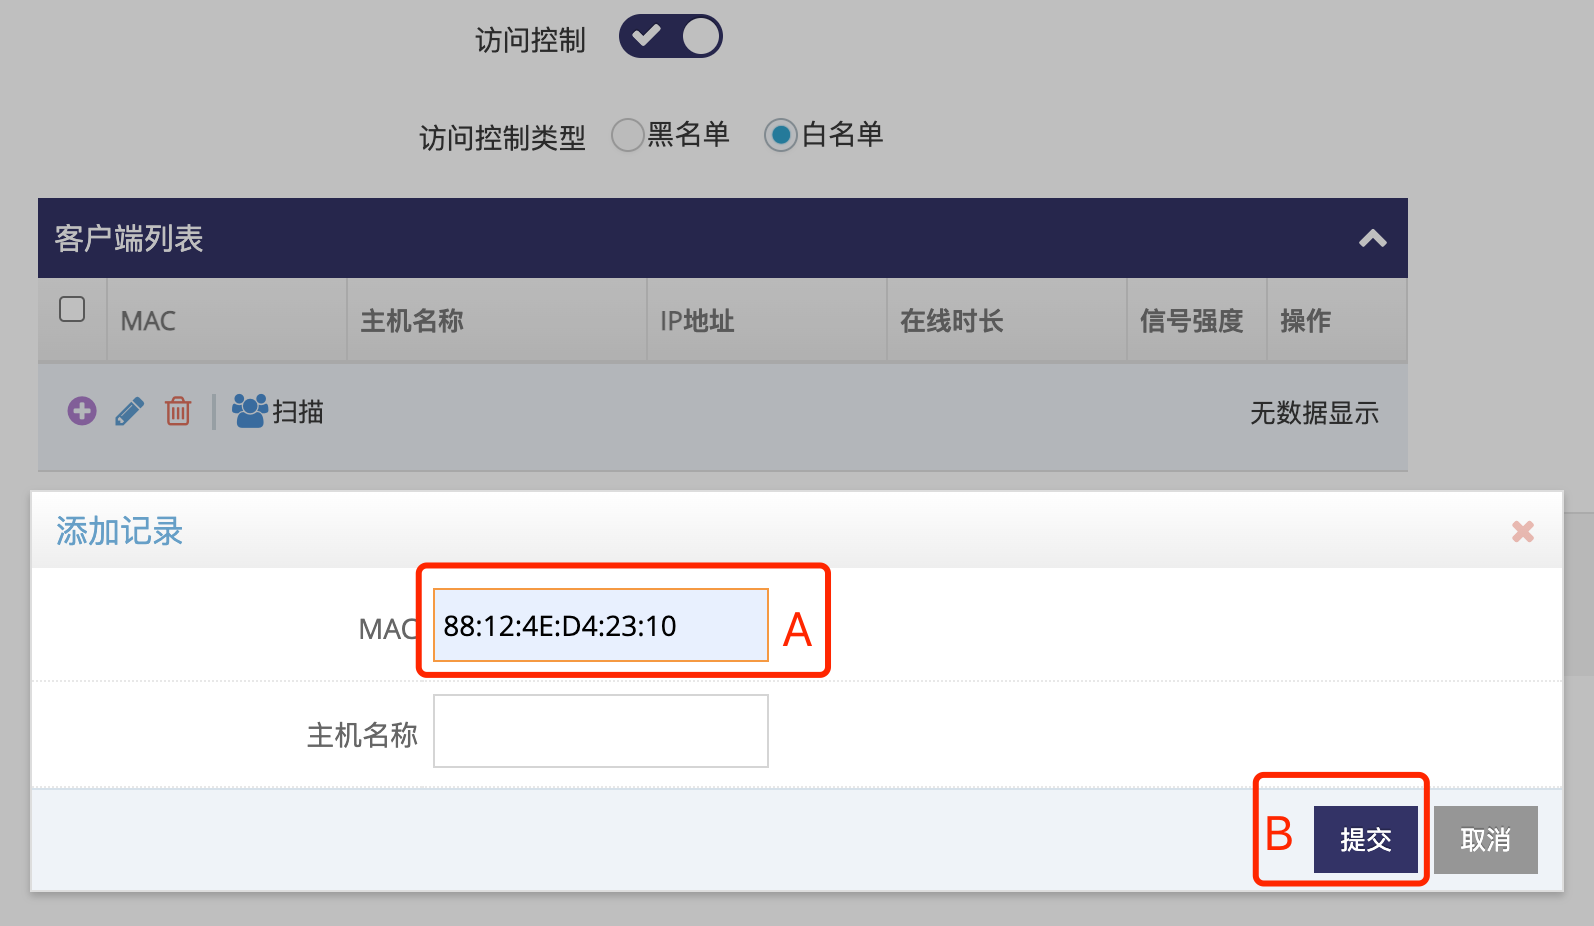 访问控制
访问控制类型 黑名单 白名单
客户端列表
MAC 主机名称 IP地址 在线时长 信号强度 操作
扫描 无数据显示
添加记录
MAC 88:12:4E:D4:23:10 A
主机名称
B 提交 取消